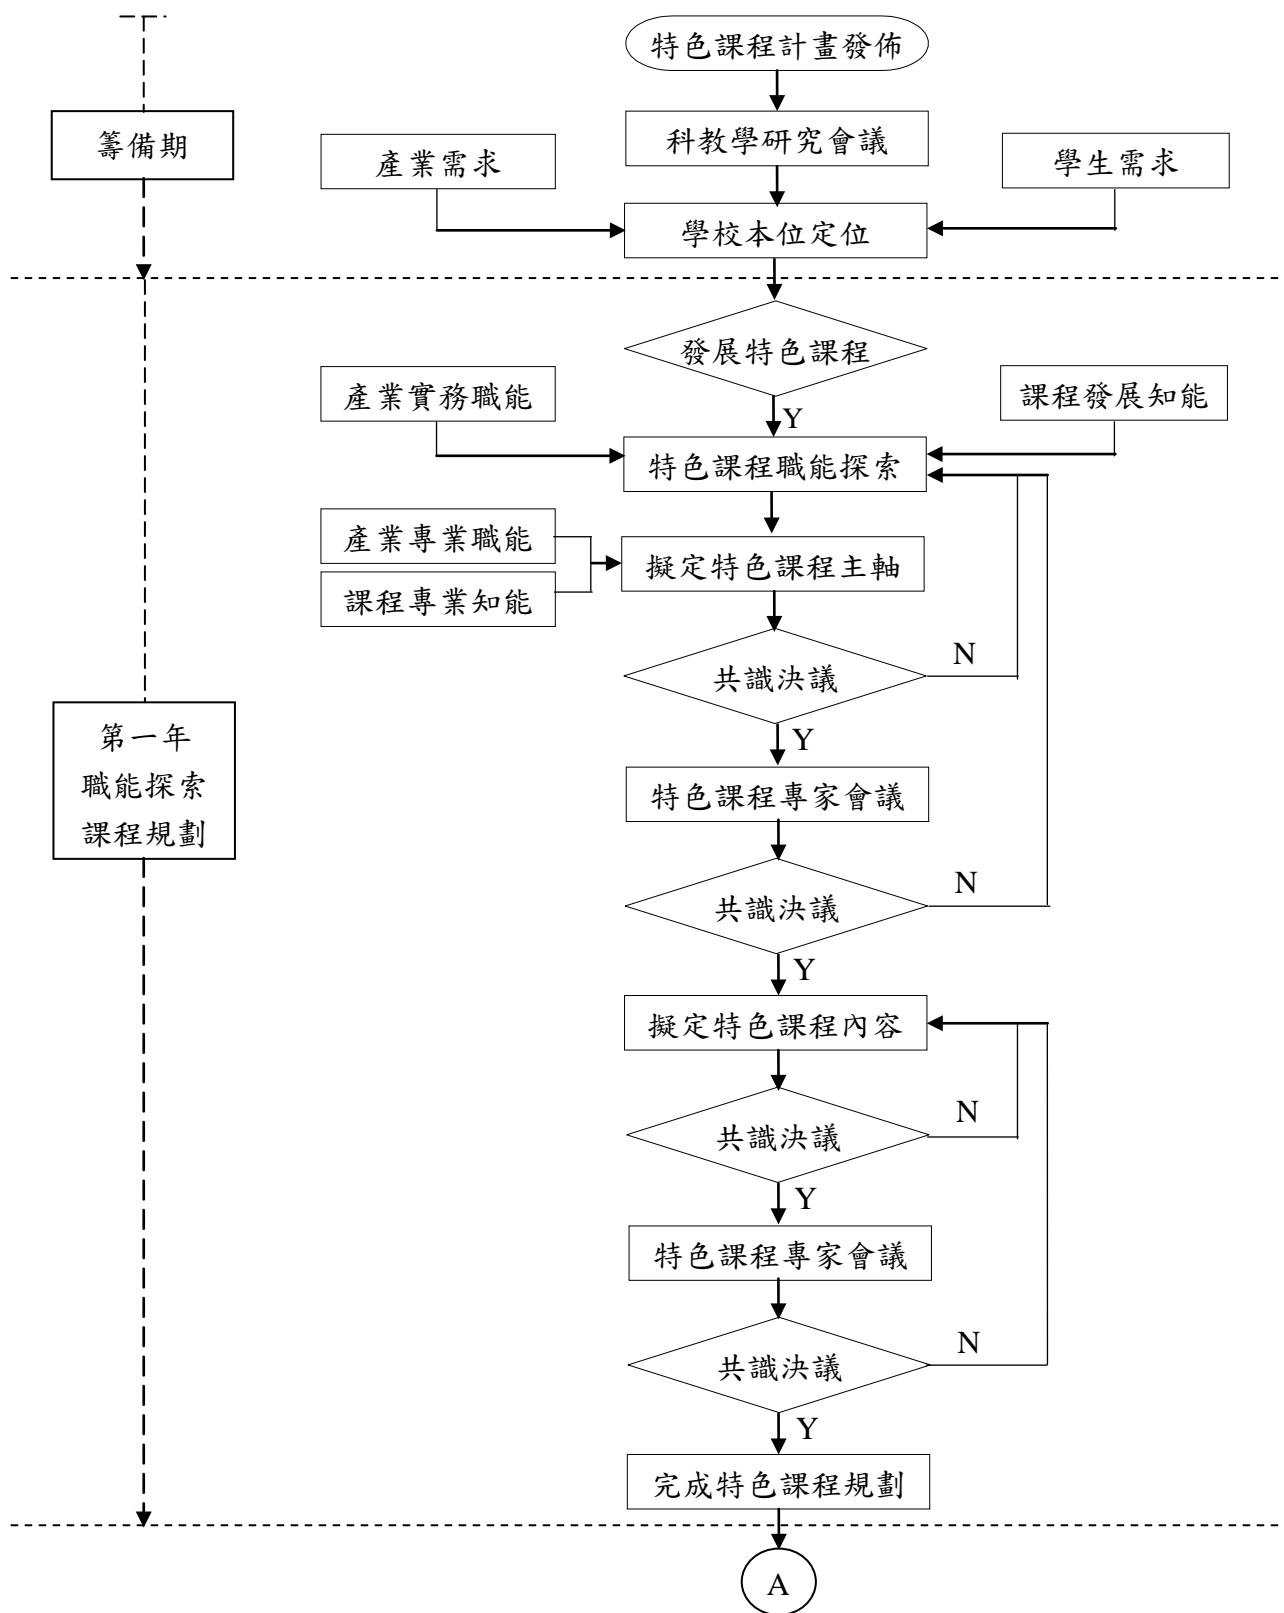 特色課程計畫發佈
籌備期
科教學研究會議
產業需求
學生需求
學校本位定位
發展特色課程
產業實務職能
課程發展知能
Y
特色課程職能探索
產業專業職能
擬定特色課程主軸
課程專業知能
共識決議
N
第一年
職能探索
課程規劃
Y
特色課程專家會議
共識決議
N
Y
擬定特色課程內容
共識決議
N
Y
特色課程專家會議
共識決議
N
Y
完成特色課程規劃
A